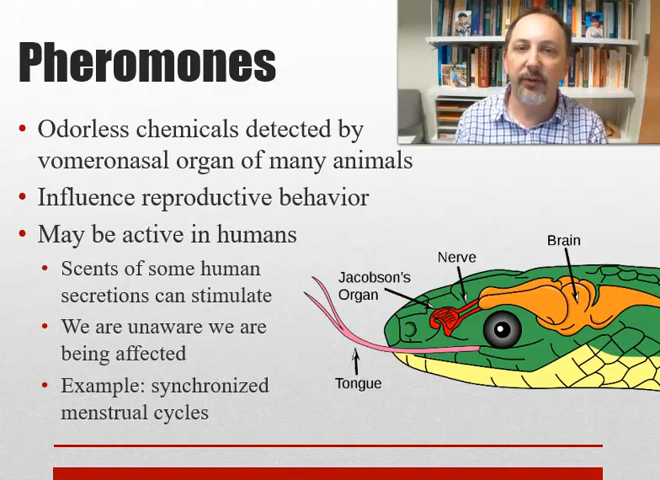 Pheromones
• Odorless chemicals detected by
vomeronasal organ of many animals
• Influence reproductive behavior
• May be active in humans
• Scents of some human
secretions can stimulate
• We are unaware we are
being affected
• Example: synchronized
menstrual cycles
Jacobson's
Organ
Nerve
Brain
Tongue